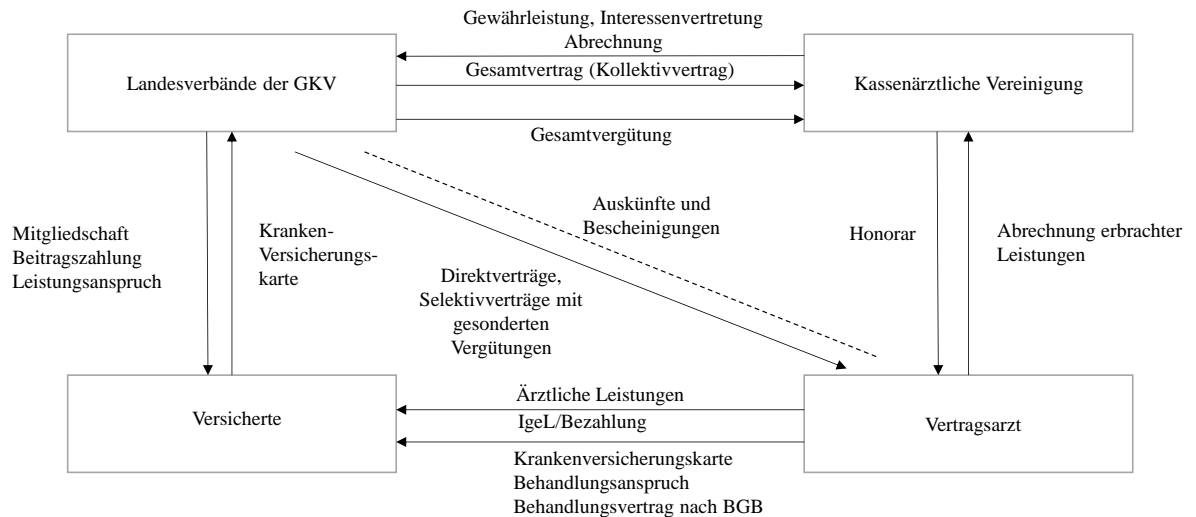 Gewährleistung, Interessenvertretung
Abrechnung
Landesverbände der GKV
Gesamtvertrag (Kollektivvertrag)
Kassenärztliche Vereinigung
Gesamtvergütung
Mitgliedschaft
Beitragszahlung
Leistungsanspruch
Kranken-
Versicherungs-
karte
Auskünfte und
Bescheinigungen
Direktverträge,
Selektivverträge mit
gesonderten
Vergütungen
Honorar
Abrechnung erbrachter
Leistungen
Versicherte
Ärztliche Leistungen
IgeL/Bezahlung
Vertragsarzt
Krankenversicherungskarte
Behandlungsanspruch
Behandlungsvertrag nach BGB